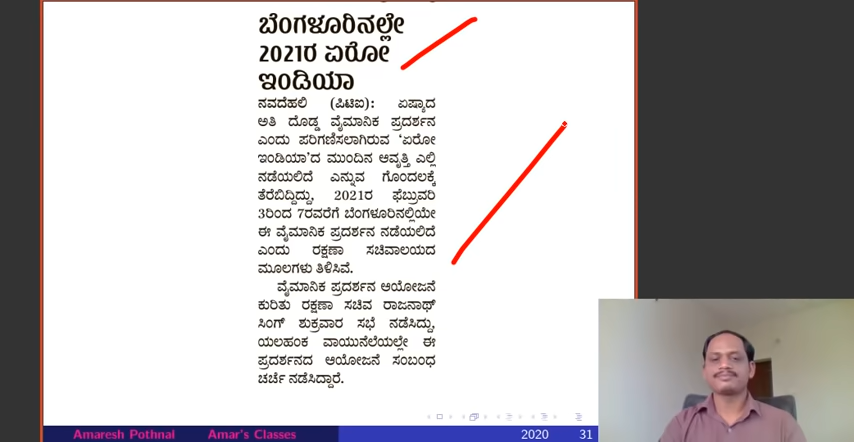 ಬೆಂಗಳೂರಿನಲ್ಲೇ
2021ರ ಏರೋ
ಇಂಡಿಯಾ
ನವದೆಹಲಿ (ಪಿಟಿಐ): ಏಷ್ಯಾದ
ಅತಿ ದೊಡ್ಡ ವೈಮಾನಿಕ ಪ್ರದರ್ಶನ
ಎಂದು ಪರಿಗಣಿಸಲಾಗಿರುವ ‘ಏರೋ
ಇಂಡಿಯಾ’ದ ಮುಂದಿನ ಆವೃತ್ತಿ ಎಲ್ಲಿ
ನಡೆಯಲಿದೆ ಎನ್ನುವ ಗೊಂದಲಕ್ಕೆ
ತೆರೆಬಿದ್ದಿದ್ದು, 2021ರ ಫೆಬ್ರುವರಿ
3ರಿಂದ 7ರವರೆಗೆ ಬೆಂಗಳೂರಿನಲ್ಲಿಯೇ
ಈ ವೈಮಾನಿಕ ಪ್ರದರ್ಶನ ನಡೆಯಲಿದೆ
ಎಂದು ರಕ್ಷಣಾ ಸಚಿವಾಲಯದ
ಮೂಲಗಳು ತಿಳಿಸಿವೆ.
ವೈಮಾನಿಕ ಪ್ರದರ್ಶನ ಆಯೋಜನೆ
ಕುರಿತು ರಕ್ಷಣಾ ಸಚಿವ ರಾಜನಾಥ್
ಸಿಂಗ್ ಶುಕ್ರವಾರ ಸಭೆ ನಡೆಸಿದ್ದು,
ಯಲಹಂಕ ವಾಯುನೆಲೆಯಲ್ಲೇ ಈ
ಪ್ರದರ್ಶನದ ಆಯೋಜನೆ ಸಂಬಂಧ
ಚರ್ಚೆ ನಡೆಸಿದ್ದಾರೆ.
Amaresh Pothnal Amar's Classes 2020 31